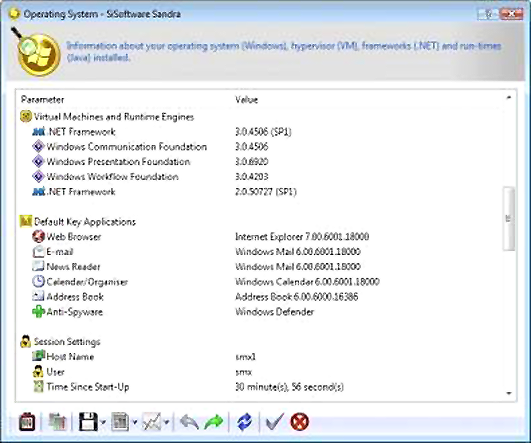 Operating System - SiSoftware Sandra
Information about your operating system (Windows), hypervisor (VM), frameworks (.NET) and run-times
(Java) installed.
Parameter Value
Virtual Machines and Runtime Engines
.NET Framework 3.0.4506 (SP1)
Windows Communication Foundation 3.0.4506
Windows Presentation Foundation 3.0.6920
Windows Workflow Foundation 3.0.4203
.NET Framework 2.0.50727 (SP1)
Default Key Applications
Web Browser Internet Explorer 7.00.6001.18000
E-mail Windows Mail 6.00.6001.18000
News Reader Windows Mail 6.00.6001.18000
Calendar/Organiser Windows Calendar 6.00.6001.18000
Address Book Address Book 6.00.6000.16386
Anti-Spyware Windows Defender
Session Settings
Host Name smx1
User smx
Time Since Start-Up 30 minute(s), 56 second(s)